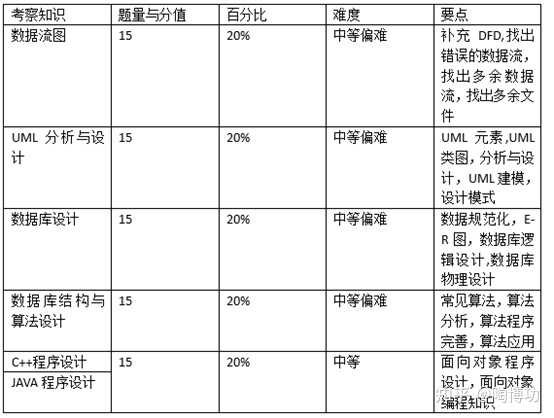 考察知识 题量与分值 百分比 难度 要点
数据流图 15 20% 中等偏难 补充 DFD,找出
错误的数据流，
找出多余数据
流，找出多余文
件
UML 分析与设 15 20% 中等偏难 UML 元素,UML
计 类图，分析与设
计，UML 建模，
设计模式
数据库设计 15 20% 中等偏难 数据规范化，E-
R 图，数据库逻
辑设计,数据库
物理设计
数据库结构与 15 20% 中等偏难 常见算法，算法
算法设计 分析，算法程序
完善，算法应用
C++程序设计 15 20% 中等 面向对象程序
JAVA 程序设计 设计，面向对象
编程知识
知乎 @陶博功